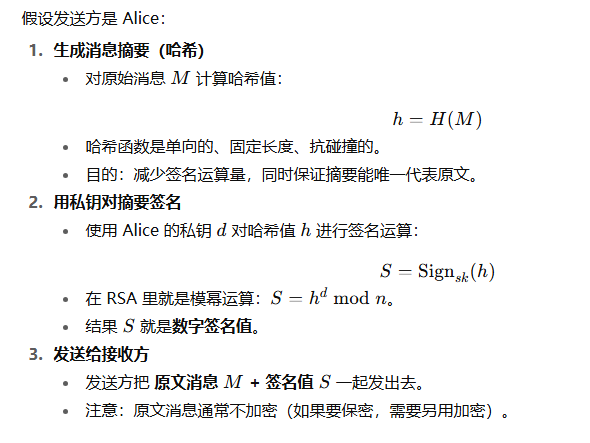 假设发送方是 Alice：
1. 生成消息摘要（哈希）
• 对原始消息 M 计算哈希值：
h = H(M)
• 哈希函数是单向的、固定长度、抗碰撞的。
• 目的：减少签名运算量，同时保证摘要能唯一代表原文。
2. 用私钥对摘要签名
• 使用 Alice 的私钥 d 对哈希值 h 进行签名运算：
S = Sign_{sk}(h)
• 在 RSA 里就是模幂运算：S = h^d mod n。
• 结果 S 就是数字签名值。
3. 发送给接收方
• 发送方把 原文消息 M + 签名值 S 一起发出去。
• 注意：原文消息通常不加密（如果要保密，需要另用加密）。